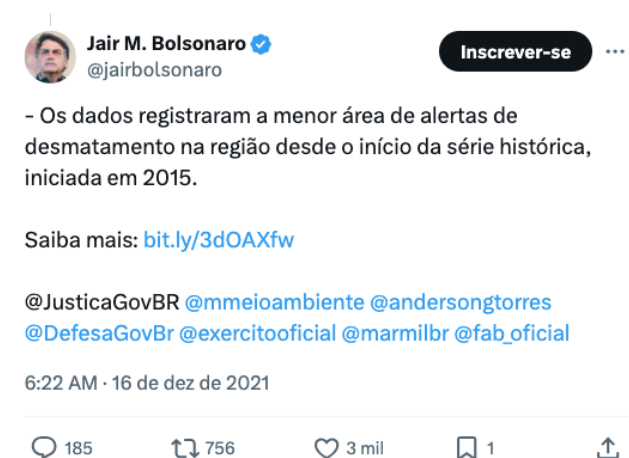 Jair M. Bolsonaro
@jairbolsonaro
Inscrever-se
- Os dados registraram a menor área de alertas de
desmatamento na região desde o início da série histórica,
iniciada em 2015.
Saiba mais: bit.ly/3dOAXfw
@JusticaGovBR @mmeioambiente @andersongtorres
@DefesaGovBr @exercitooficial @marmilbr @fab_oficial
6:22 AM · 16 de dez de 2021
185 756 3 mil 1